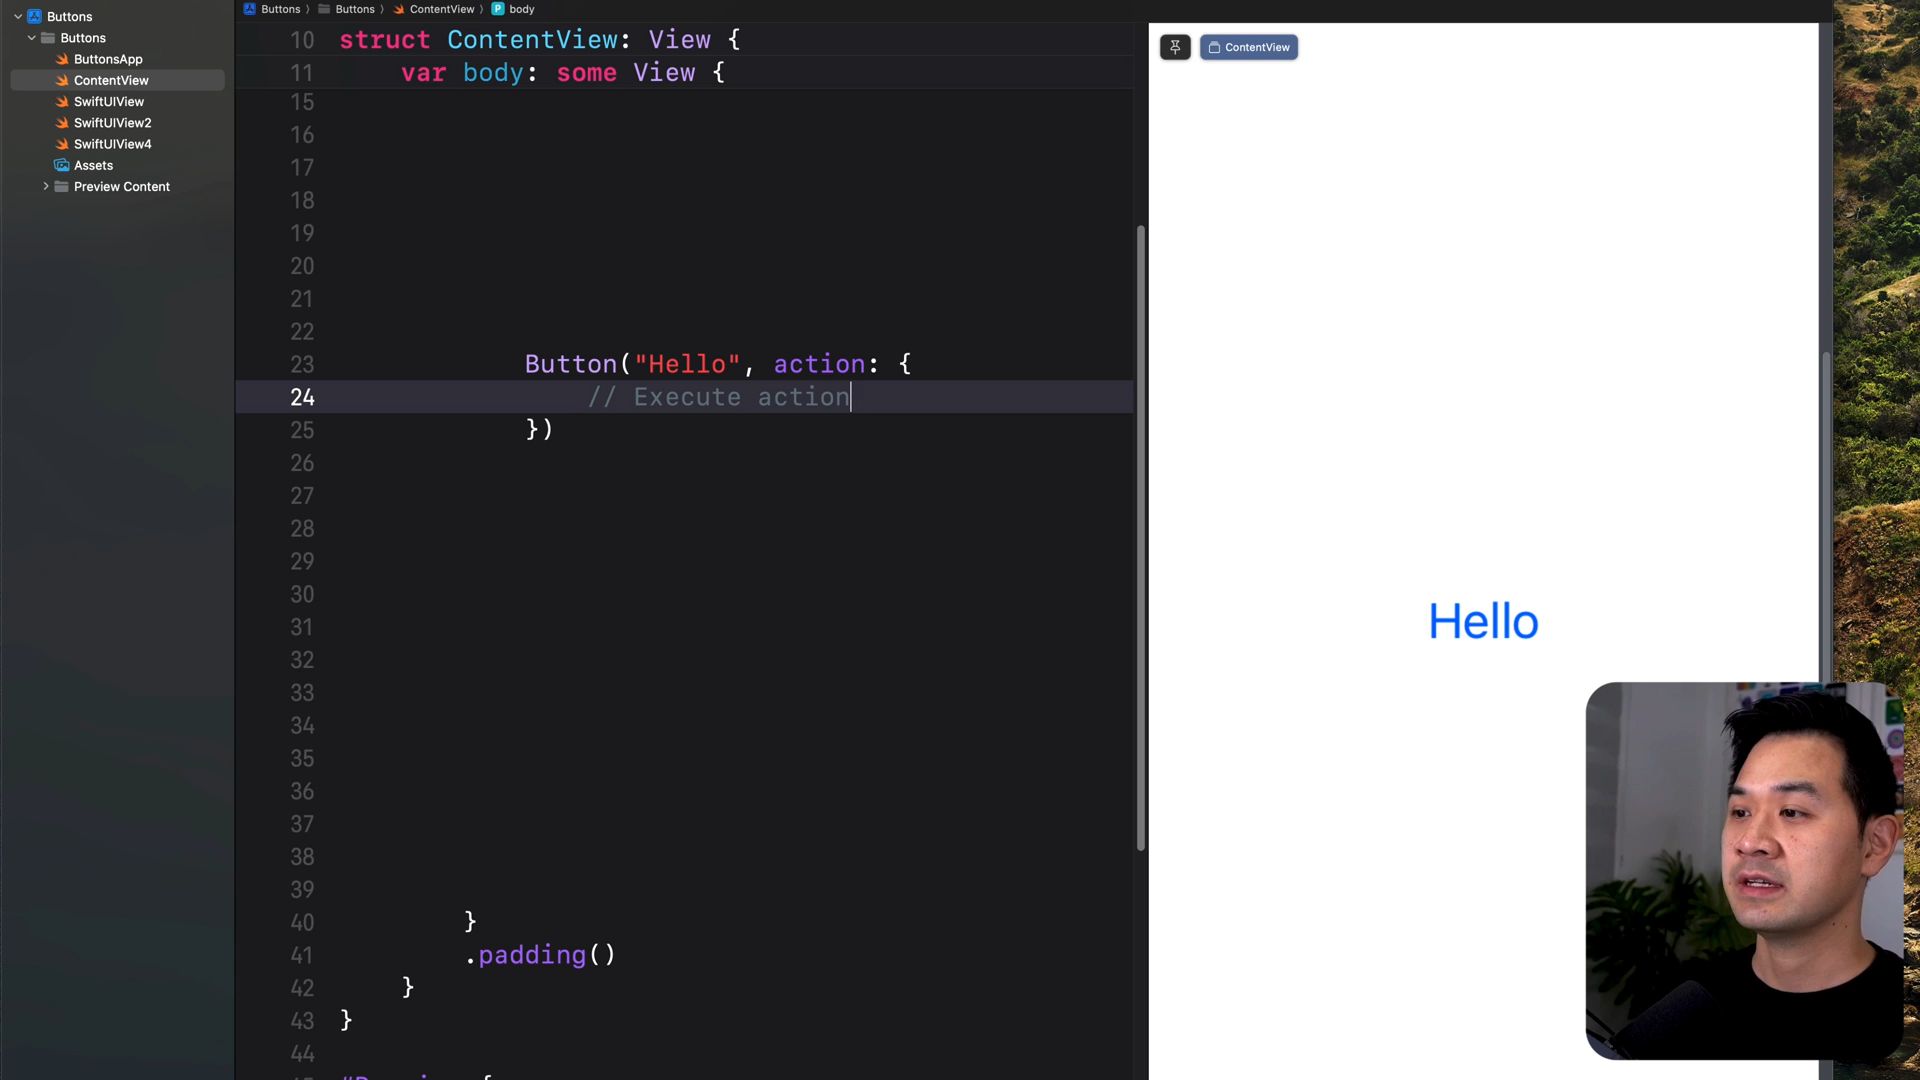 Buttons
Buttons
ButtonsApp
ContentView
SwiftUIView
SwiftUIView2
SwiftUIView4
Assets
Preview Content
Buttons 〉 Buttons 〉 ContentView 〉 P body
10 struct ContentView: View {
11 var body: some View {
15
16
17
18
19
20
21
22
23 Button("Hello", action: {
24 // Execute action
25 })
26
27
28
29
30
31
32
33
34
35
36
37
38
39
40 }
41 .padding()
42 }
43 }
44
ContentView
Hello